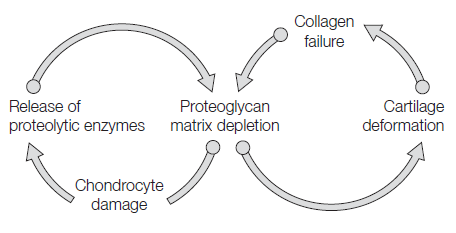 Collagen
failure
Release of
proteolytic enzymes
Proteoglycan
matrix depletion
Cartilage
deformation
Chondrocyte
damage